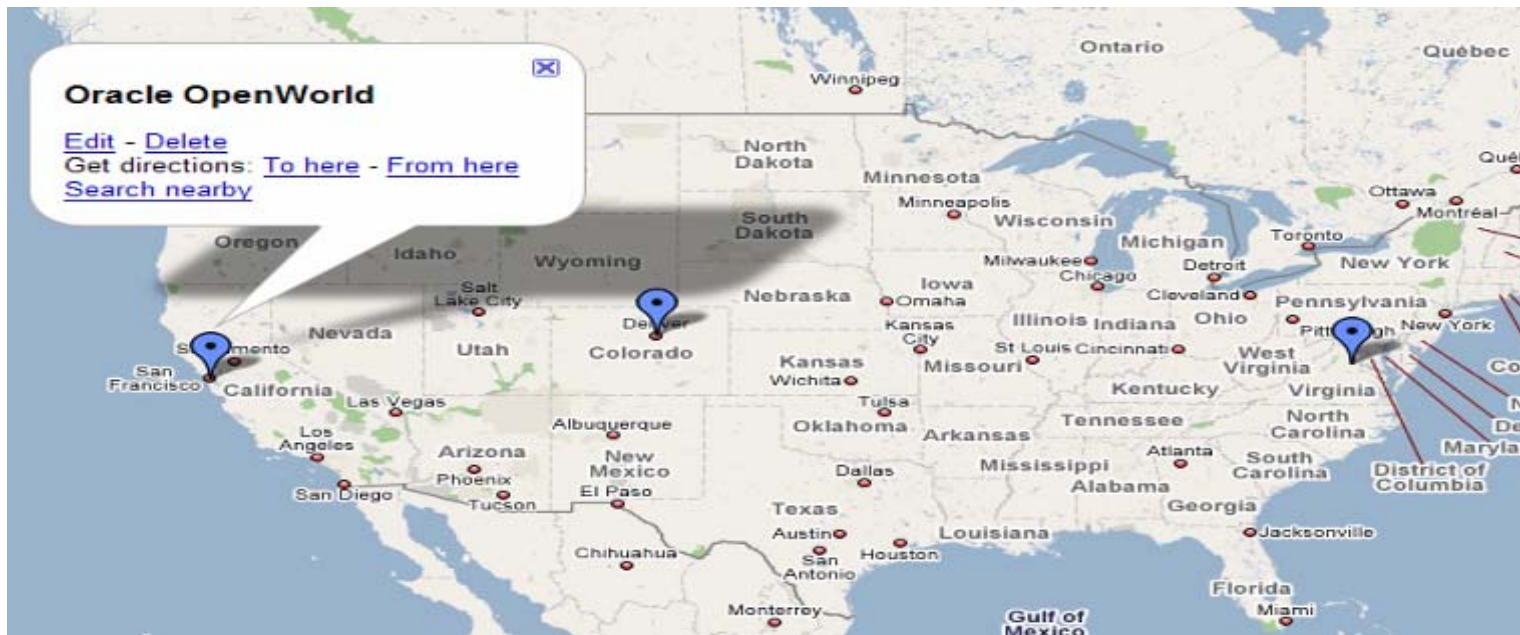 Oracle OpenWorld
Edit - Delete
Get directions: To here - From here
Search nearby
Ontario
Québec
Winnipeg
North
Dakota
Minnesota
Minneapolis
Ottawa
Montréal
South
Dakota
Wisconsin
Michigan
Toronto
Oregon
Idaho
Wyoming
Milwaukee
Chicago
Detroit
New York
Salt
Lake City
Nebraska
Iowa
Omaha
Cleveland
Pennsylvania
Nevada
Utah
Colorado
Kansas
City
Illinois
Indiana
Ohio
New York
San
Francisco
California
Kansas
Wichita
St Louis
Missouri
Cincinnati
West
Virginia
Kentucky
Virginia
Las Vegas
Tulsa
Oklahoma
Tennessee
North
Carolina
Los
Angeles
Albuquerque
Arizona
Phoenix
New
Mexico
Arkansas
Atlanta
South
Carolina
District of
Columbia
San Diego
Tucson
El Paso
Dallas
Mississippi
Alabama
Georgia
Texas
Austin
Louisiana
Jacksonville
Chihuahua
San
Antonio
Houston
Florida
Monterrey
Gulf of
Mexico
Miami